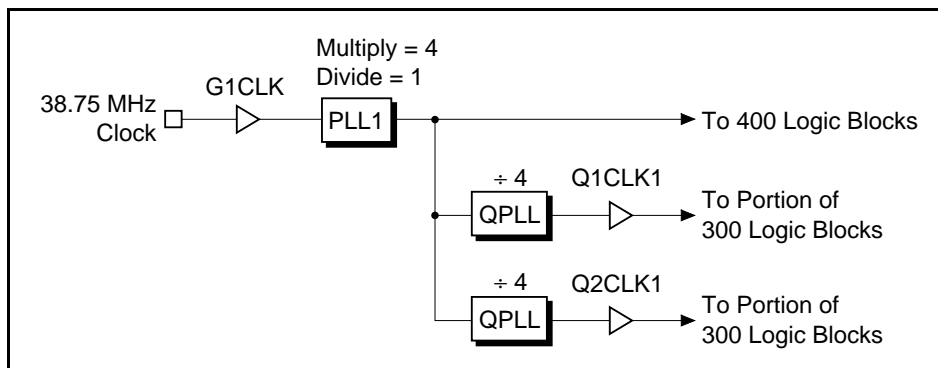 Multiply = 4
Divide = 1
G1CLK
38.75 MHz
Clock
PLL1
To 400 Logic Blocks
÷ 4
Q1CLK1
QPLL
To Portion of
300 Logic Blocks
÷ 4
Q2CLK1
QPLL
To Portion of
300 Logic Blocks